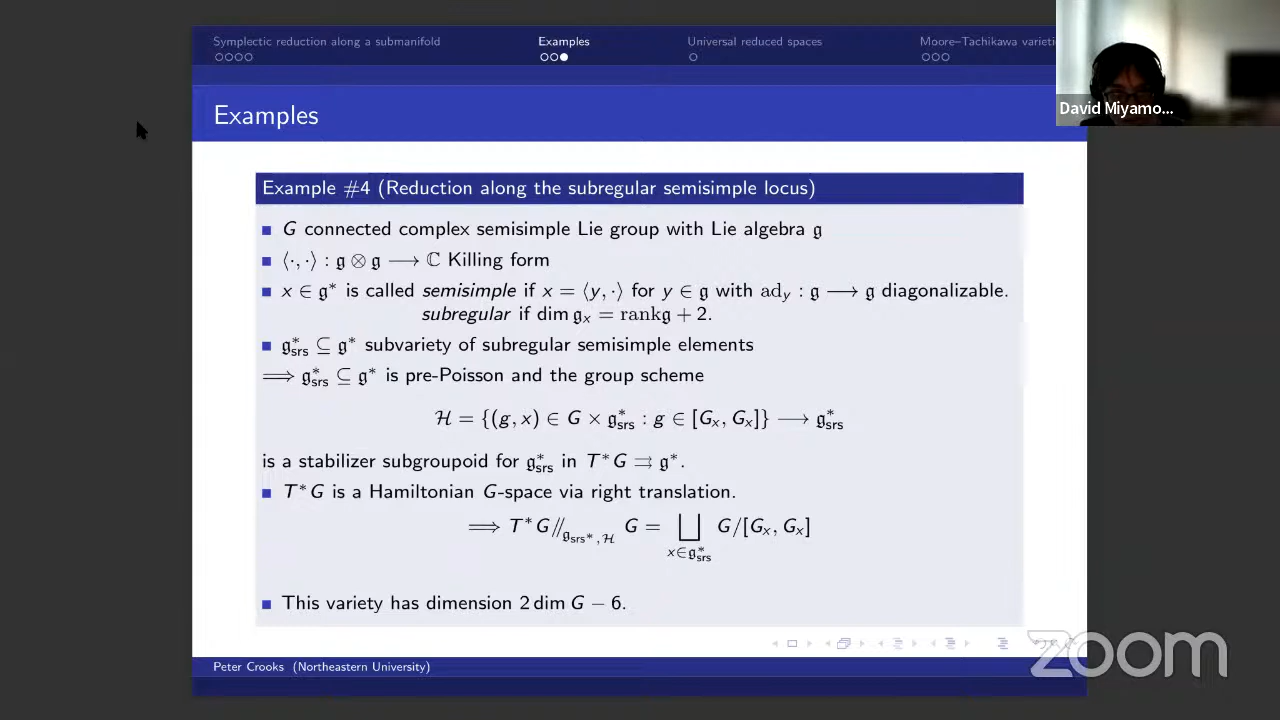 Symplectic reduction along a submanifold Examples Universal reduced spaces Moore–Tachikawa varieti
David Miyamo...
Examples
Example #4 (Reduction along the subregular semisimple locus)
G connected complex semisimple Lie group with Lie algebra 𝔤
⟨·, ·⟩ : 𝔤 ⊗ 𝔤 ⟶ ℂ Killing form
x ∈ 𝔤* is called semisimple if x = ⟨y, ·⟩ for y ∈ 𝔤 with ad_y : 𝔤 ⟶ 𝔤 diagonalizable.
subregular if dim 𝔤_x = rank𝔤 + 2.
𝔤*_srs ⊆ 𝔤* subvariety of subregular semisimple elements
⟹ 𝔤*_srs ⊆ 𝔤* is pre-Poisson and the group scheme
ℋ = {(g, x) ∈ G × 𝔤*_srs : g ∈ [G_x, G_x]} ⟶ 𝔤*_srs
is a stabilizer subgroupoid for 𝔤*_srs in T*G ⇉ 𝔤*.
T*G is a Hamiltonian G-space via right translation.
⟹ T*G //_{𝔤_srs*, ℋ} G = ⨆_{x∈𝔤*_srs} G/[G_x, G_x]
This variety has dimension 2 dim G − 6.
Peter Crooks (Northeastern University)
zoom